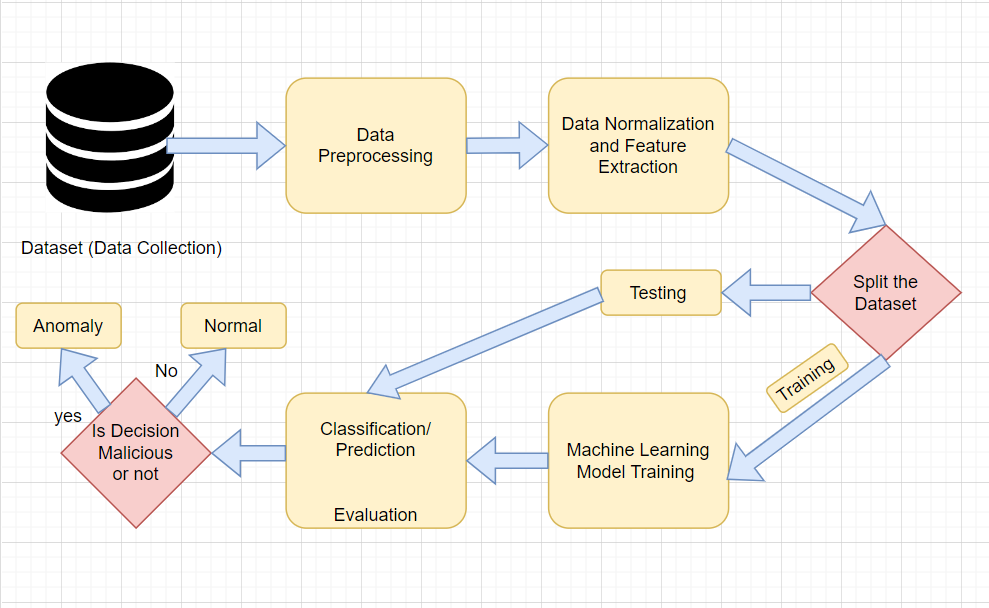 Data
Preprocessing
Data Normalization
and Feature
Extraction
Dataset (Data Collection)
Split the
Dataset
Testing
Training
Anomaly
Normal
No
yes
Is Decision
Malicious
or not
Classification/
Prediction
Evaluation
Machine Learning
Model Training